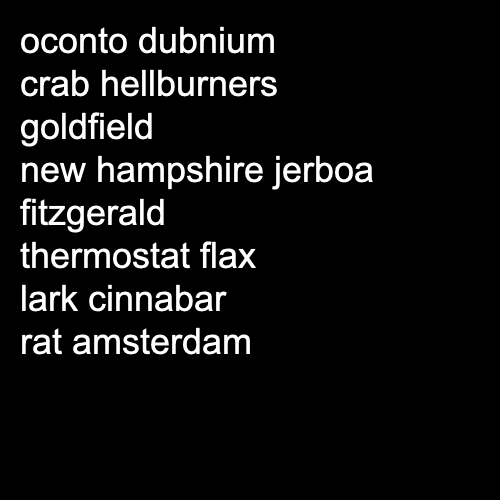 oconto dubnium
crab hellburners
goldfield
new hampshire jerboa
fitzgerald
thermostat flax
lark cinnabar
rat amsterdam